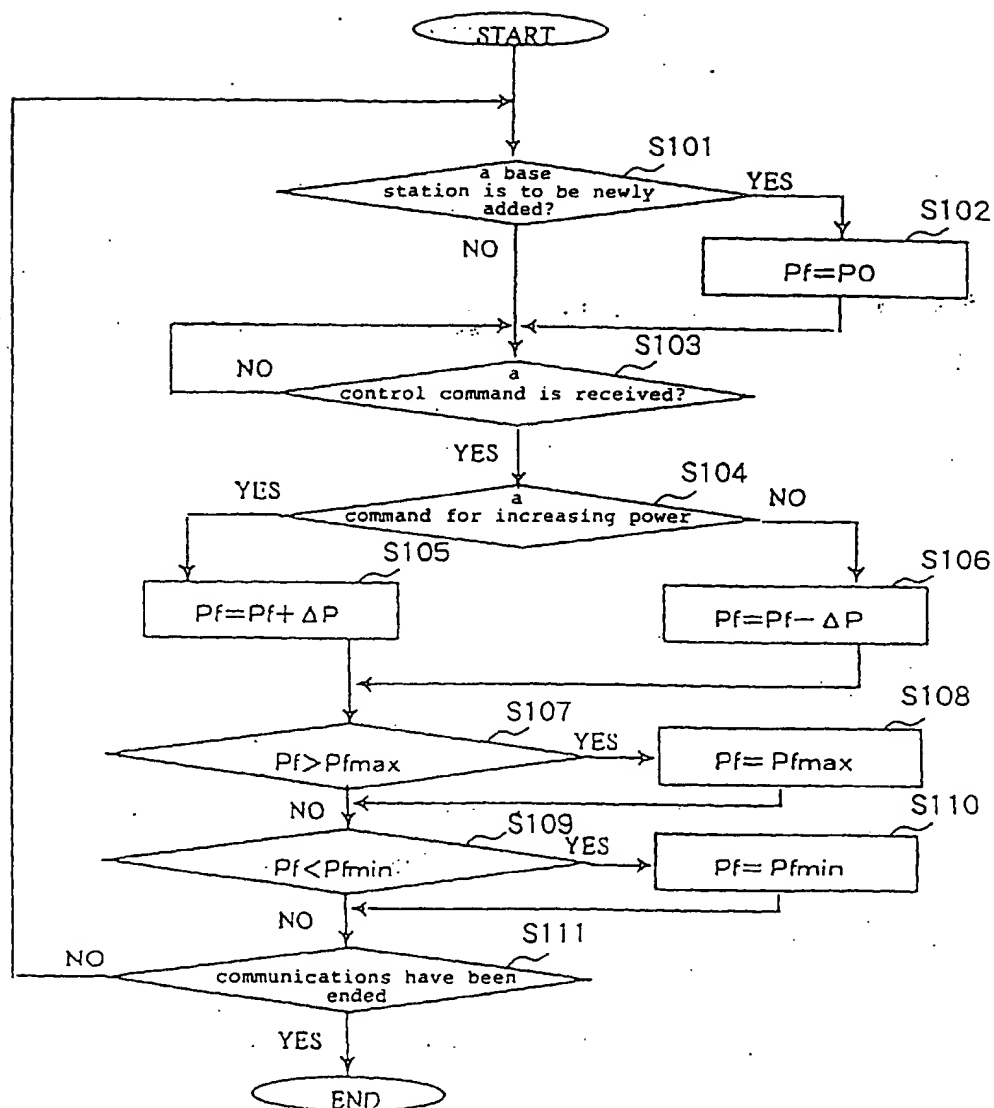 START
S101
a base
station is to be newly
added?
YES
S102
NO
Pf=P0
S103
NO
a
control command is received?
YES
S104
YES
a
command for increasing power
NO
S105
S106
Pf=Pf+ΔP
Pf=Pf-ΔP
S107
S108
Pf>Pfmax
YES
Pf=Pfmax
NO
S109
S110
Pf<Pfmin
YES
Pf=Pfmin
NO
S111
NO
communications have been
ended
YES
END